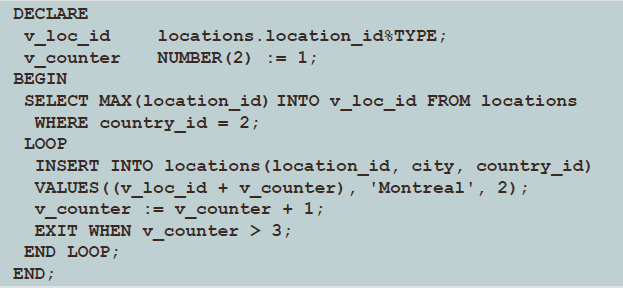 DECLARE
v_loc_id locations.location_id%TYPE;
v_counter NUMBER(2) := 1;
BEGIN
SELECT MAX(location_id) INTO v_loc_id FROM locations
WHERE country_id = 2;
LOOP
INSERT INTO locations(location_id, city, country_id)
VALUES((v_loc_id + v_counter), 'Montreal', 2);
v_counter := v_counter + 1;
EXIT WHEN v_counter > 3;
END LOOP;
END;